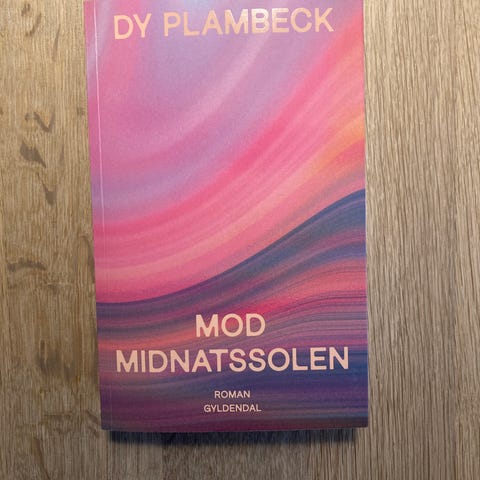 DY PLAMBECK
MOD
MIDNATSSOLEN
ROMAN
GYLDENDAL